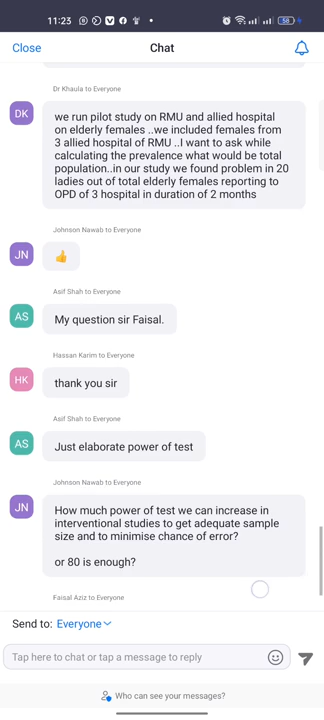 11:23
58
Close
Chat
Dr Khaula to Everyone
DK
we run pilot study on RMU and allied hospital
on elderly females ..we included females from
3 allied hospital of RMU ..I want to ask while
calculating the prevalence what would be total
population..in our study we found problem in 20
ladies out of total elderly females reporting to
OPD of 3 hospital in duration of 2 months
Johnson Nawab to Everyone
JN
👍
Asif Shah to Everyone
AS
My question sir Faisal.
Hassan Karim to Everyone
HK
thank you sir
Asif Shah to Everyone
AS
Just elaborate power of test
Johnson Nawab to Everyone
JN
How much power of test we can increase in
interventional studies to get adequate sample
size and to minimise chance of error?
or 80 is enough?
Faisal Aziz to Everyone
Send to: Everyone
Tap here to chat or tap a message to reply
Who can see your messages?